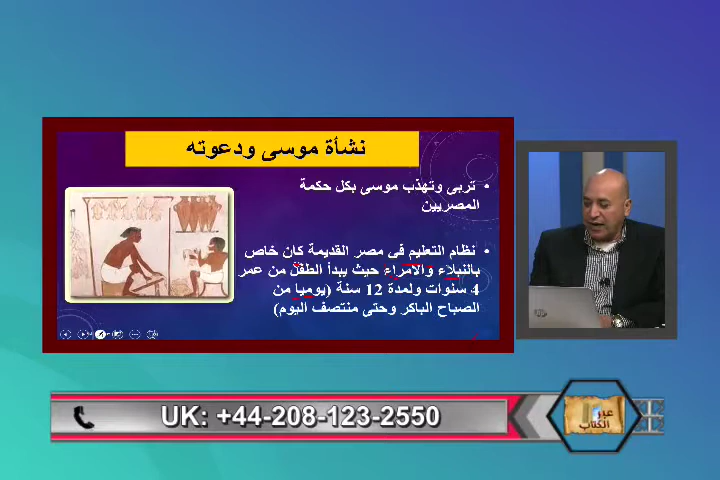 نشأة موسى ودعوته
• تربى وتهذب موسى بكل حكمة
المصريين
• نظام التعليم فى مصر القديمة كان خاص
بالنبلاء والامراء حيث يبدأ الطفل من عمر
4 سنوات ولمدة 12 سنة (يوميا من
الصباح الباكر وحتى منتصف اليوم)
UK: +44-208-123-2550
عبر
الكتاب